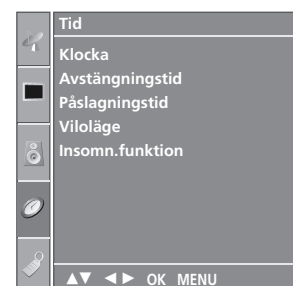 Tid
Klocka
Avstängningstid
Påslagningstid
Viloläge
Insomn.funktion
▲▼ ◄► OK MENU